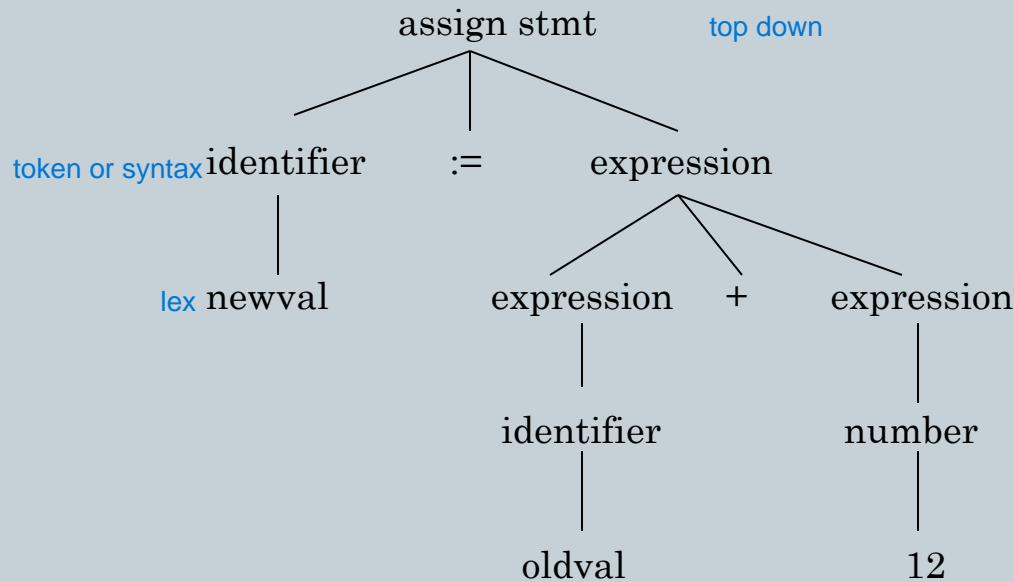 assign stmt top down
token or syntax identifier := expression
lex newval expression + expression
identifier number
oldval 12